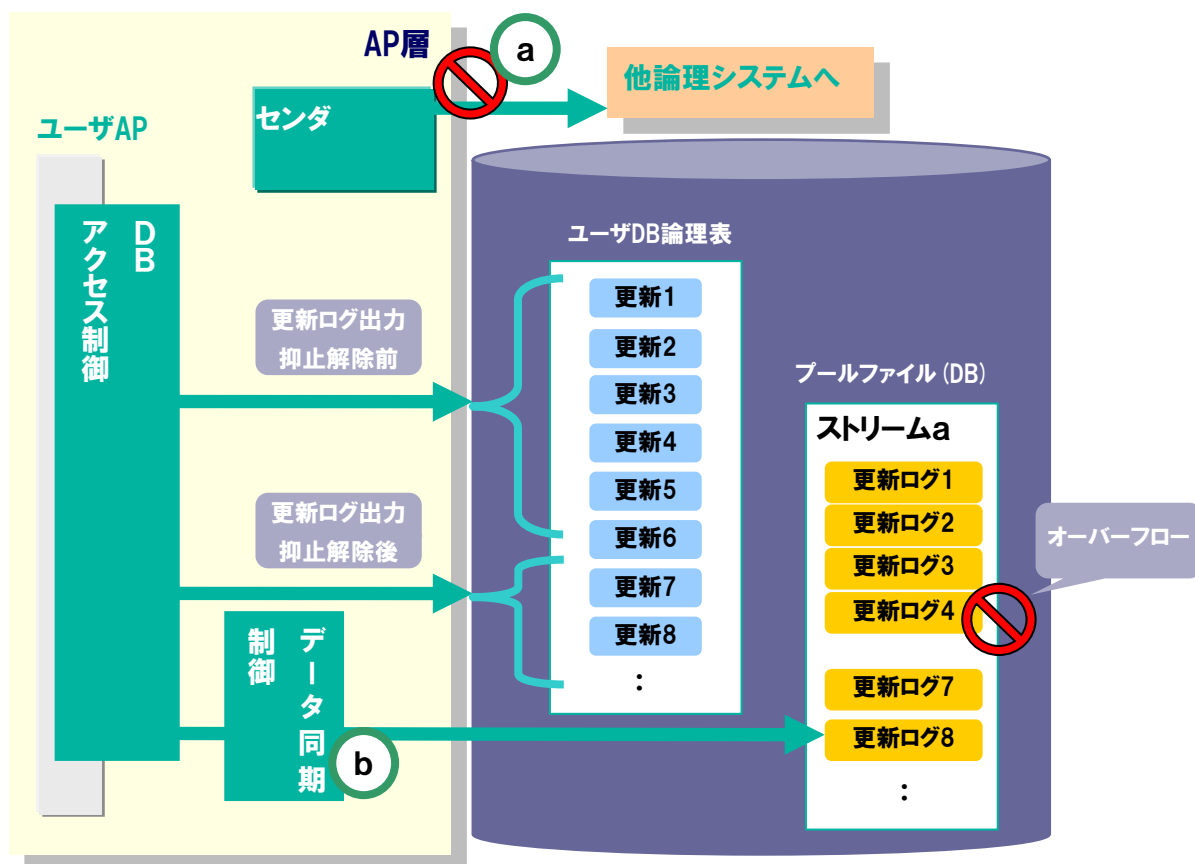 AP層
a
他論理システムへ
センダ
ユーザAP
DB
アクセス制御
ユーザDB論理表
更新1
更新2
更新3
更新4
更新5
更新6
更新7
更新8
：
更新ログ出力
抑止解除前
更新ログ出力
抑止解除後
プールファイル(DB)
ストリームa
更新ログ1
更新ログ2
更新ログ3
更新ログ4
更新ログ7
更新ログ8
：
オーバーフロー
データ同期
制御
b